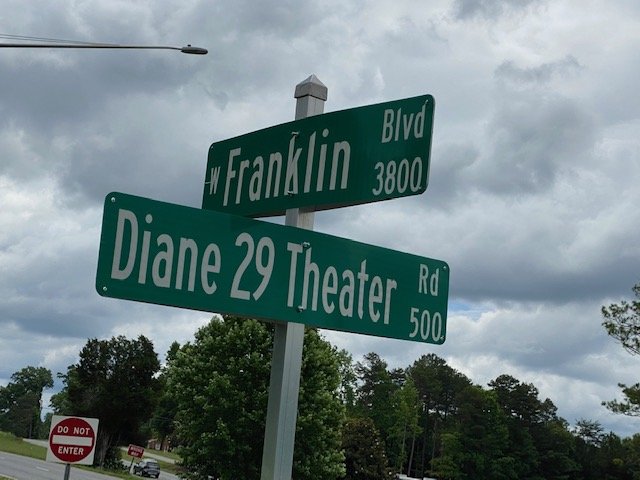 W Franklin Blvd
3800
Diane 29 Theater Rd
500
DO NOT
ENTER